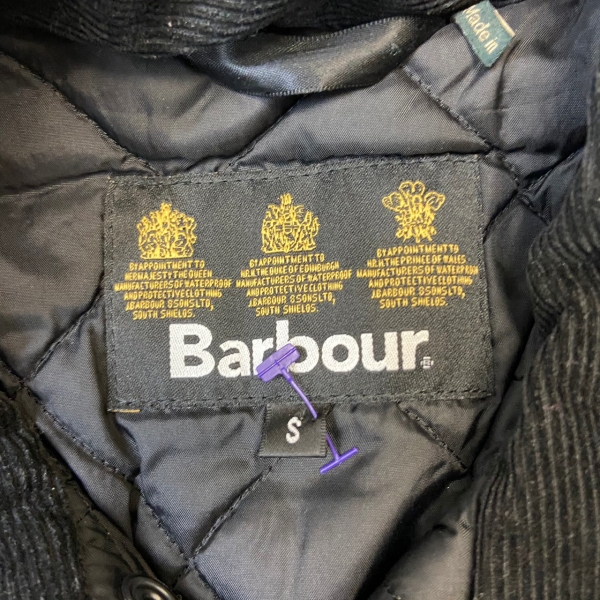 Made in
BY APPOINTMENT TO
HER MAJESTY THE QUEEN
MANUFACTURERS OF WATERPROOF
AND PROTECTIVE CLOTHING
J.BARBOUR & SONS LTD,
SOUTH SHIELDS.
BY APPOINTMENT TO
H.R.H. THE DUKE OF EDINBURGH
MANUFACTURERS OF WATERPROOF
AND PROTECTIVE CLOTHING
J.BARBOUR & SONS LTD,
SOUTH SHIELDS.
BY APPOINTMENT TO
H.R.H. THE PRINCE OF WALES
MANUFACTURERS OF WATERPROOF
AND PROTECTIVE CLOTHING
J.BARBOUR & SONS LTD,
SOUTH SHIELDS.
Barbour
S